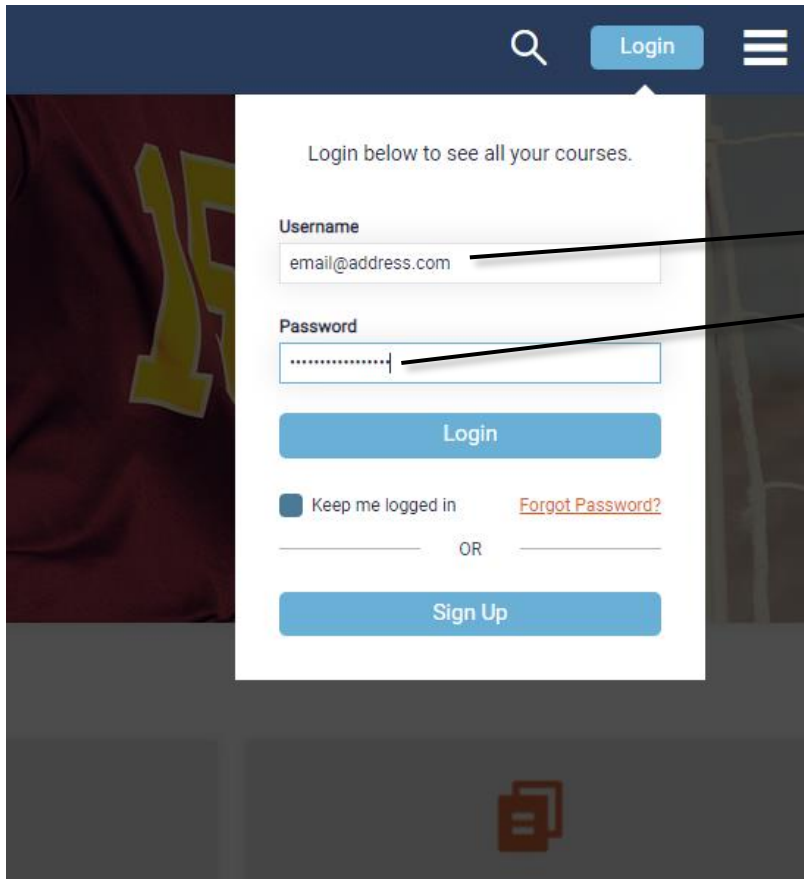 Login
Login below to see all your courses.
Username
email@address.com
Password
Login
Keep me logged in Forgot Password?
OR
Sign Up